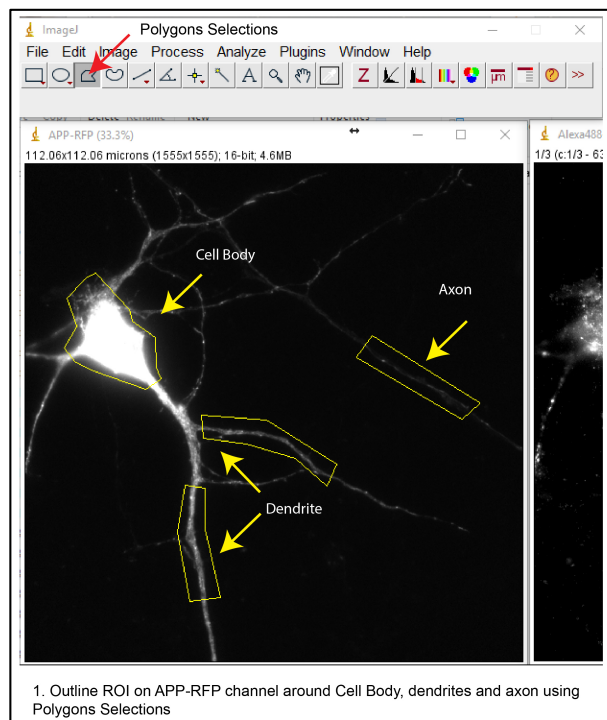 ImageJ
Polygons Selections
File Edit Image Process Analyze Plugins Window Help
A Z μm ? >>
APP-RFP (33.3%)
Alexa488
112.06x112.06 microns (1555x1555); 16-bit; 4.6MB
1/3 (c:1/3 - 63
Cell Body
Axon
Dendrite
1. Outline ROI on APP-RFP channel around Cell Body, dendrites and axon using
Polygons Selections